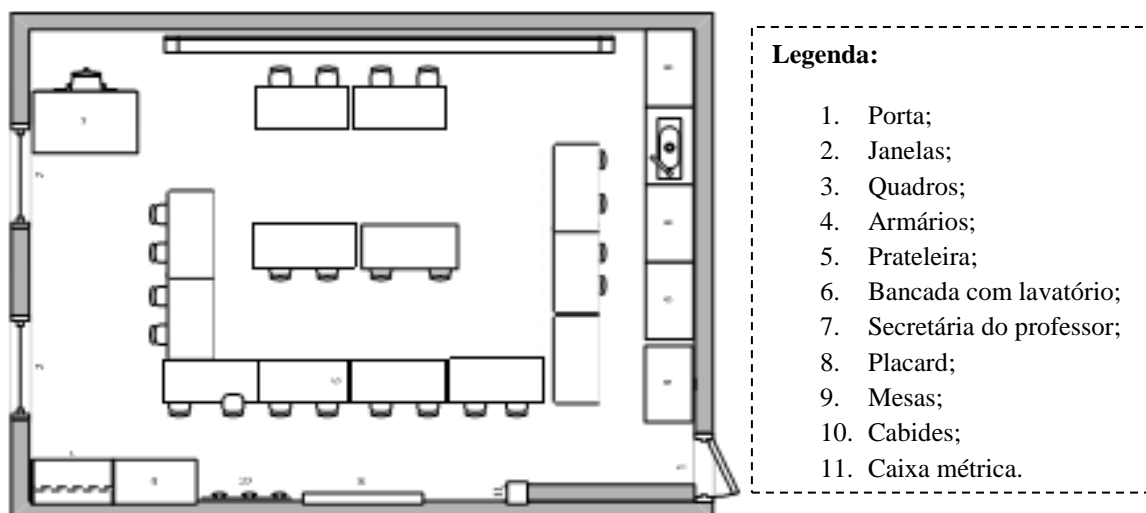 Legenda:
1. Porta;
2. Janelas;
3. Quadros;
4. Armários;
5. Prateleira;
6. Bancada com lavatório;
7. Secretária do professor;
8. Placard;
9. Mesas;
10. Cabides;
11. Caixa métrica.